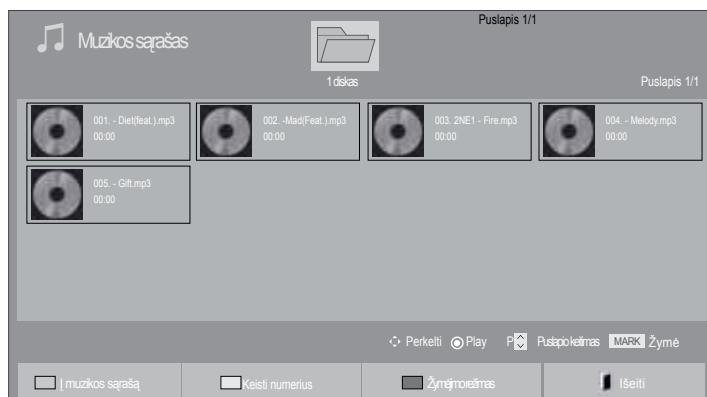 Puslapis 1/1
Muzikos sąrašas
1 diskas
Puslapis 1/1
001. - Diet(feat.).mp3
00:00
002. -Mad(Feat.).mp3
00:00
003. 2NE1 - Fire.mp3
00:00
004. - Melody.mp3
00:00
005. - Gift.mp3
00:00
Perkelti Play P Puslapio keitimas MARK Žymė
Į muzikos sąrašą Keisti numerius Žymėjimo režimas Išeiti